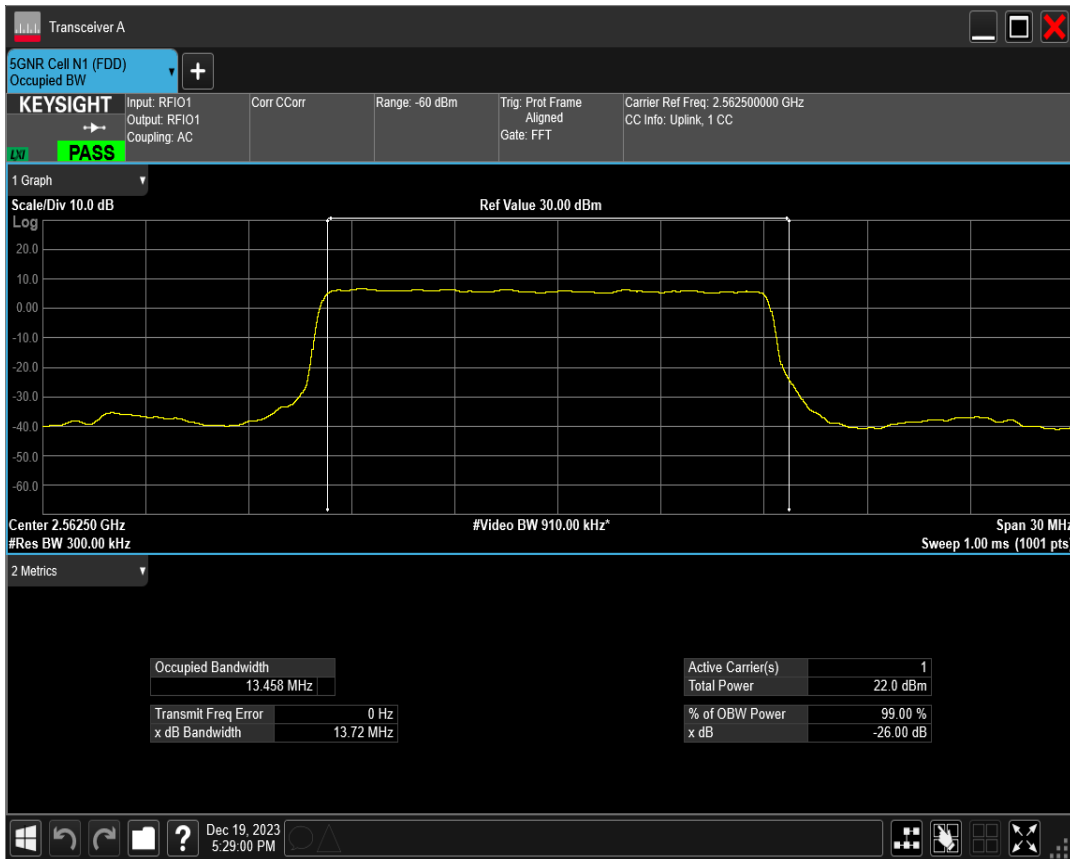 Transceiver A
5GNR Cell N1 (FDD)
Occupied BW
+
KEYSIGHT
LXI
PASS
Input: RFIO1
Output: RFIO1
Coupling: AC
Corr CCorr
Range: -60 dBm
Trig: Prot Frame
Aligned
Gate: FFT
Carrier Ref Freq: 2.562500000 GHz
CC Info: Uplink, 1 CC
1 Graph
Scale/Div 10.0 dB
Ref Value 30.00 dBm
Log
20.0
10.0
0.00
-10.0
-20.0
-30.0
-40.0
-50.0
-60.0
Center 2.56250 GHz
#Video BW 910.00 kHz*
Span 30 MHz
#Res BW 300.00 kHz
Sweep 1.00 ms (1001 pts)
2 Metrics
Occupied Bandwidth
13.458 MHz
Transmit Freq Error 0 Hz
x dB Bandwidth 13.72 MHz
Active Carrier(s) 1
Total Power 22.0 dBm
% of OBW Power 99.00 %
x dB -26.00 dB
?
Dec 19, 2023
5:29:00 PM